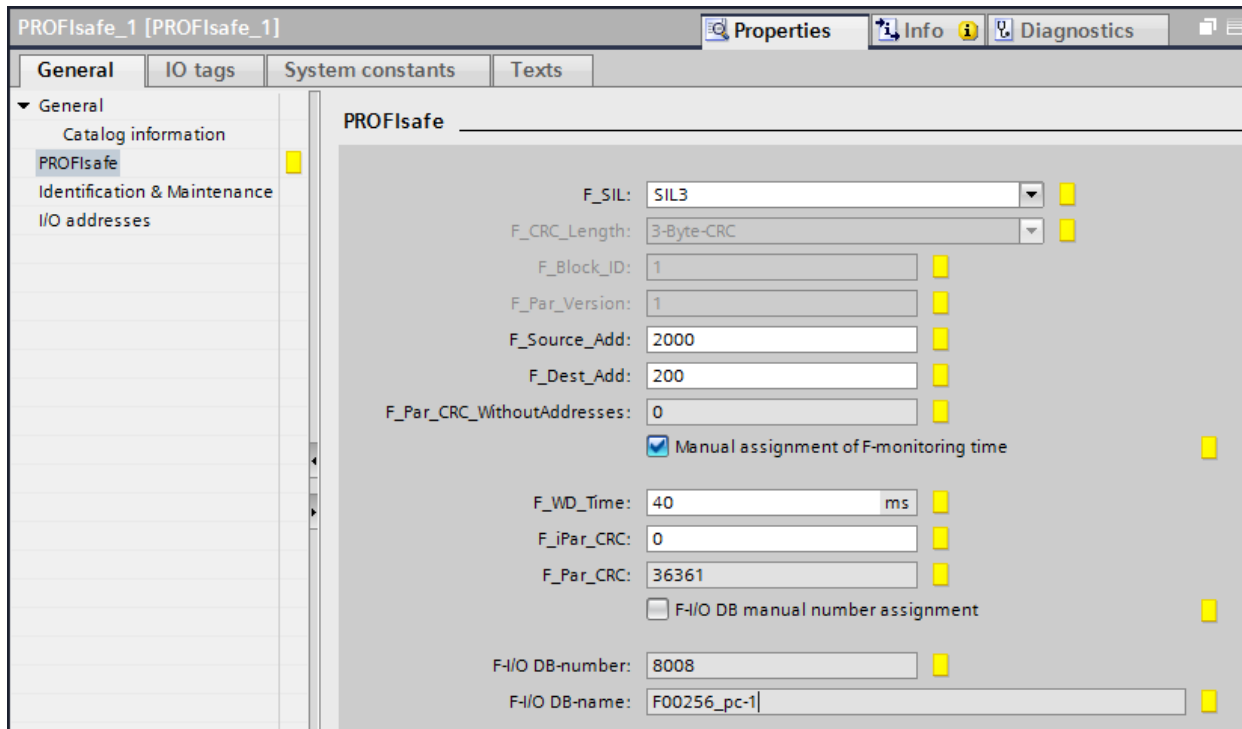 PROFIsafe_1 [PROFIsafe_1]
Properties
Info
Diagnostics
General
IO tags
System constants
Texts
General
Catalog information
PROFIsafe
Identification & Maintenance
I/O addresses
PROFIsafe
F_SIL: SIL3
F_CRC_Length: 3-Byte-CRC
F_Block_ID: 1
F_Par_Version: 1
F_Source_Add: 2000
F_Dest_Add: 200
F_Par_CRC_WithoutAddresses: 0
Manual assignment of F-monitoring time
F_WD_Time: 40 ms
F_iPar_CRC: 0
F_Par_CRC: 36361
F-I/O DB manual number assignment
F-I/O DB-number: 8008
F-I/O DB-name: F00256_pc-1